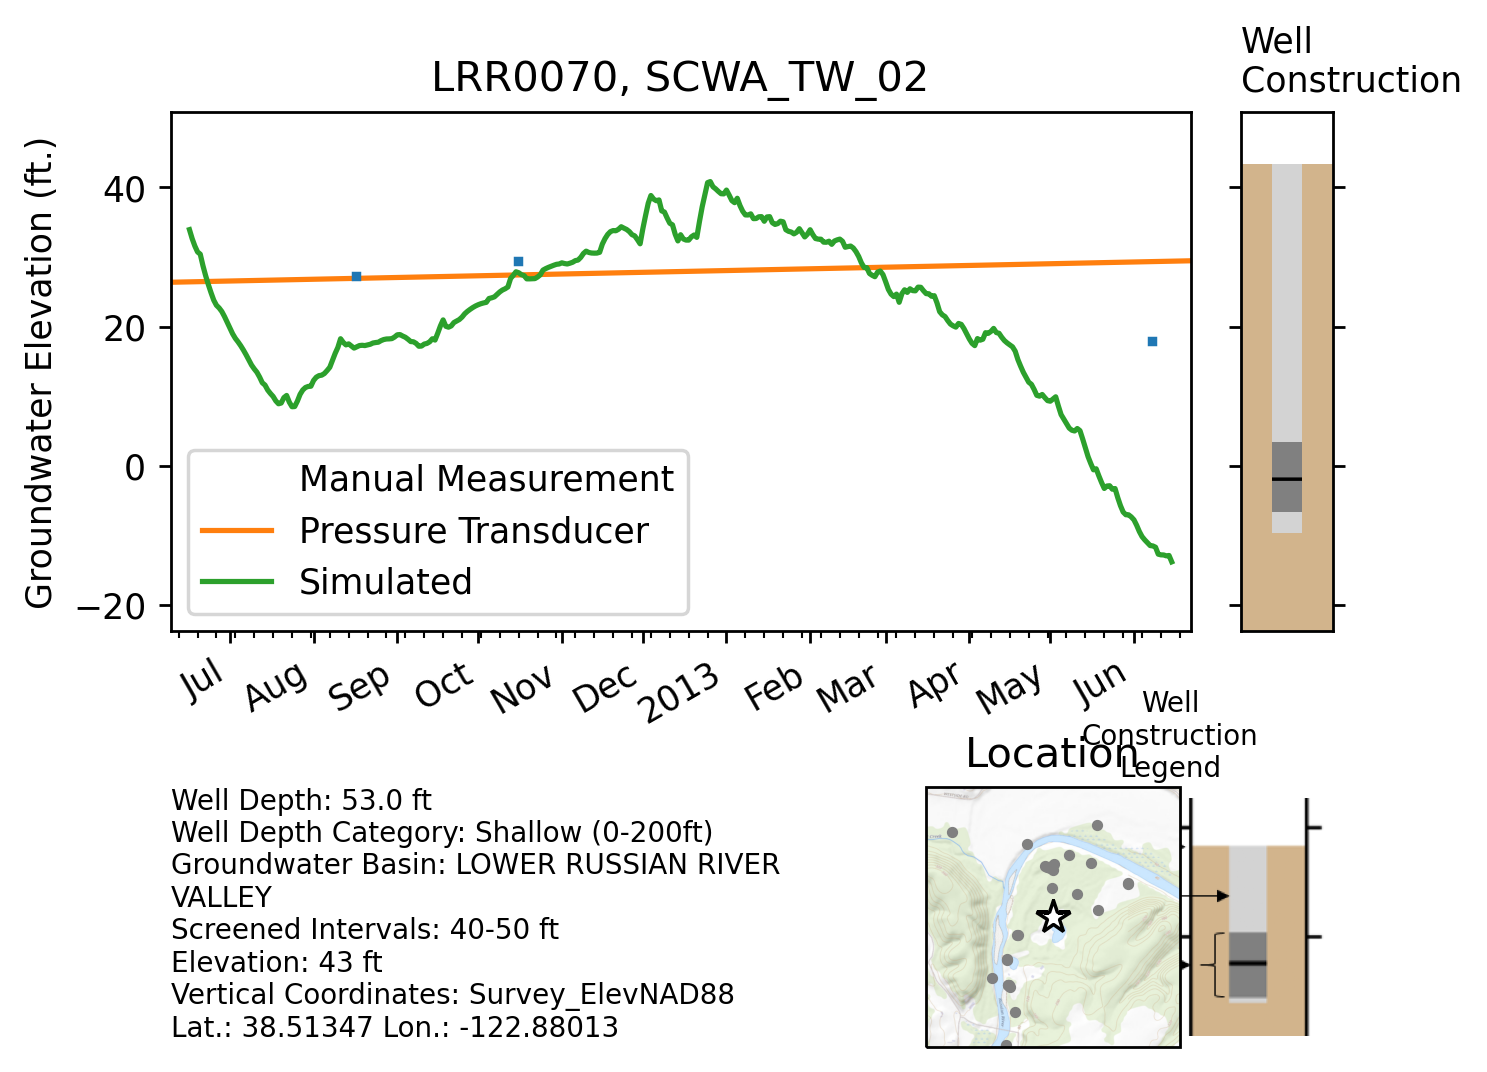 Well
Construction
LRR0070, SCWA_TW_02
Groundwater Elevation (ft.)
40
20
0
−20
Manual Measurement
Pressure Transducer
Simulated
Jul
Aug
Sep
Oct
Nov
Dec
2013
Feb
Mar
Apr
May
Jun
Well
Construction
Legend
Location
Well Depth: 53.0 ft
Well Depth Category: Shallow (0-200ft)
Groundwater Basin: LOWER RUSSIAN RIVER
VALLEY
Screened Intervals: 40-50 ft
Elevation: 43 ft
Vertical Coordinates: Survey_ElevNAD88
Lat.: 38.51347 Lon.: -122.88013